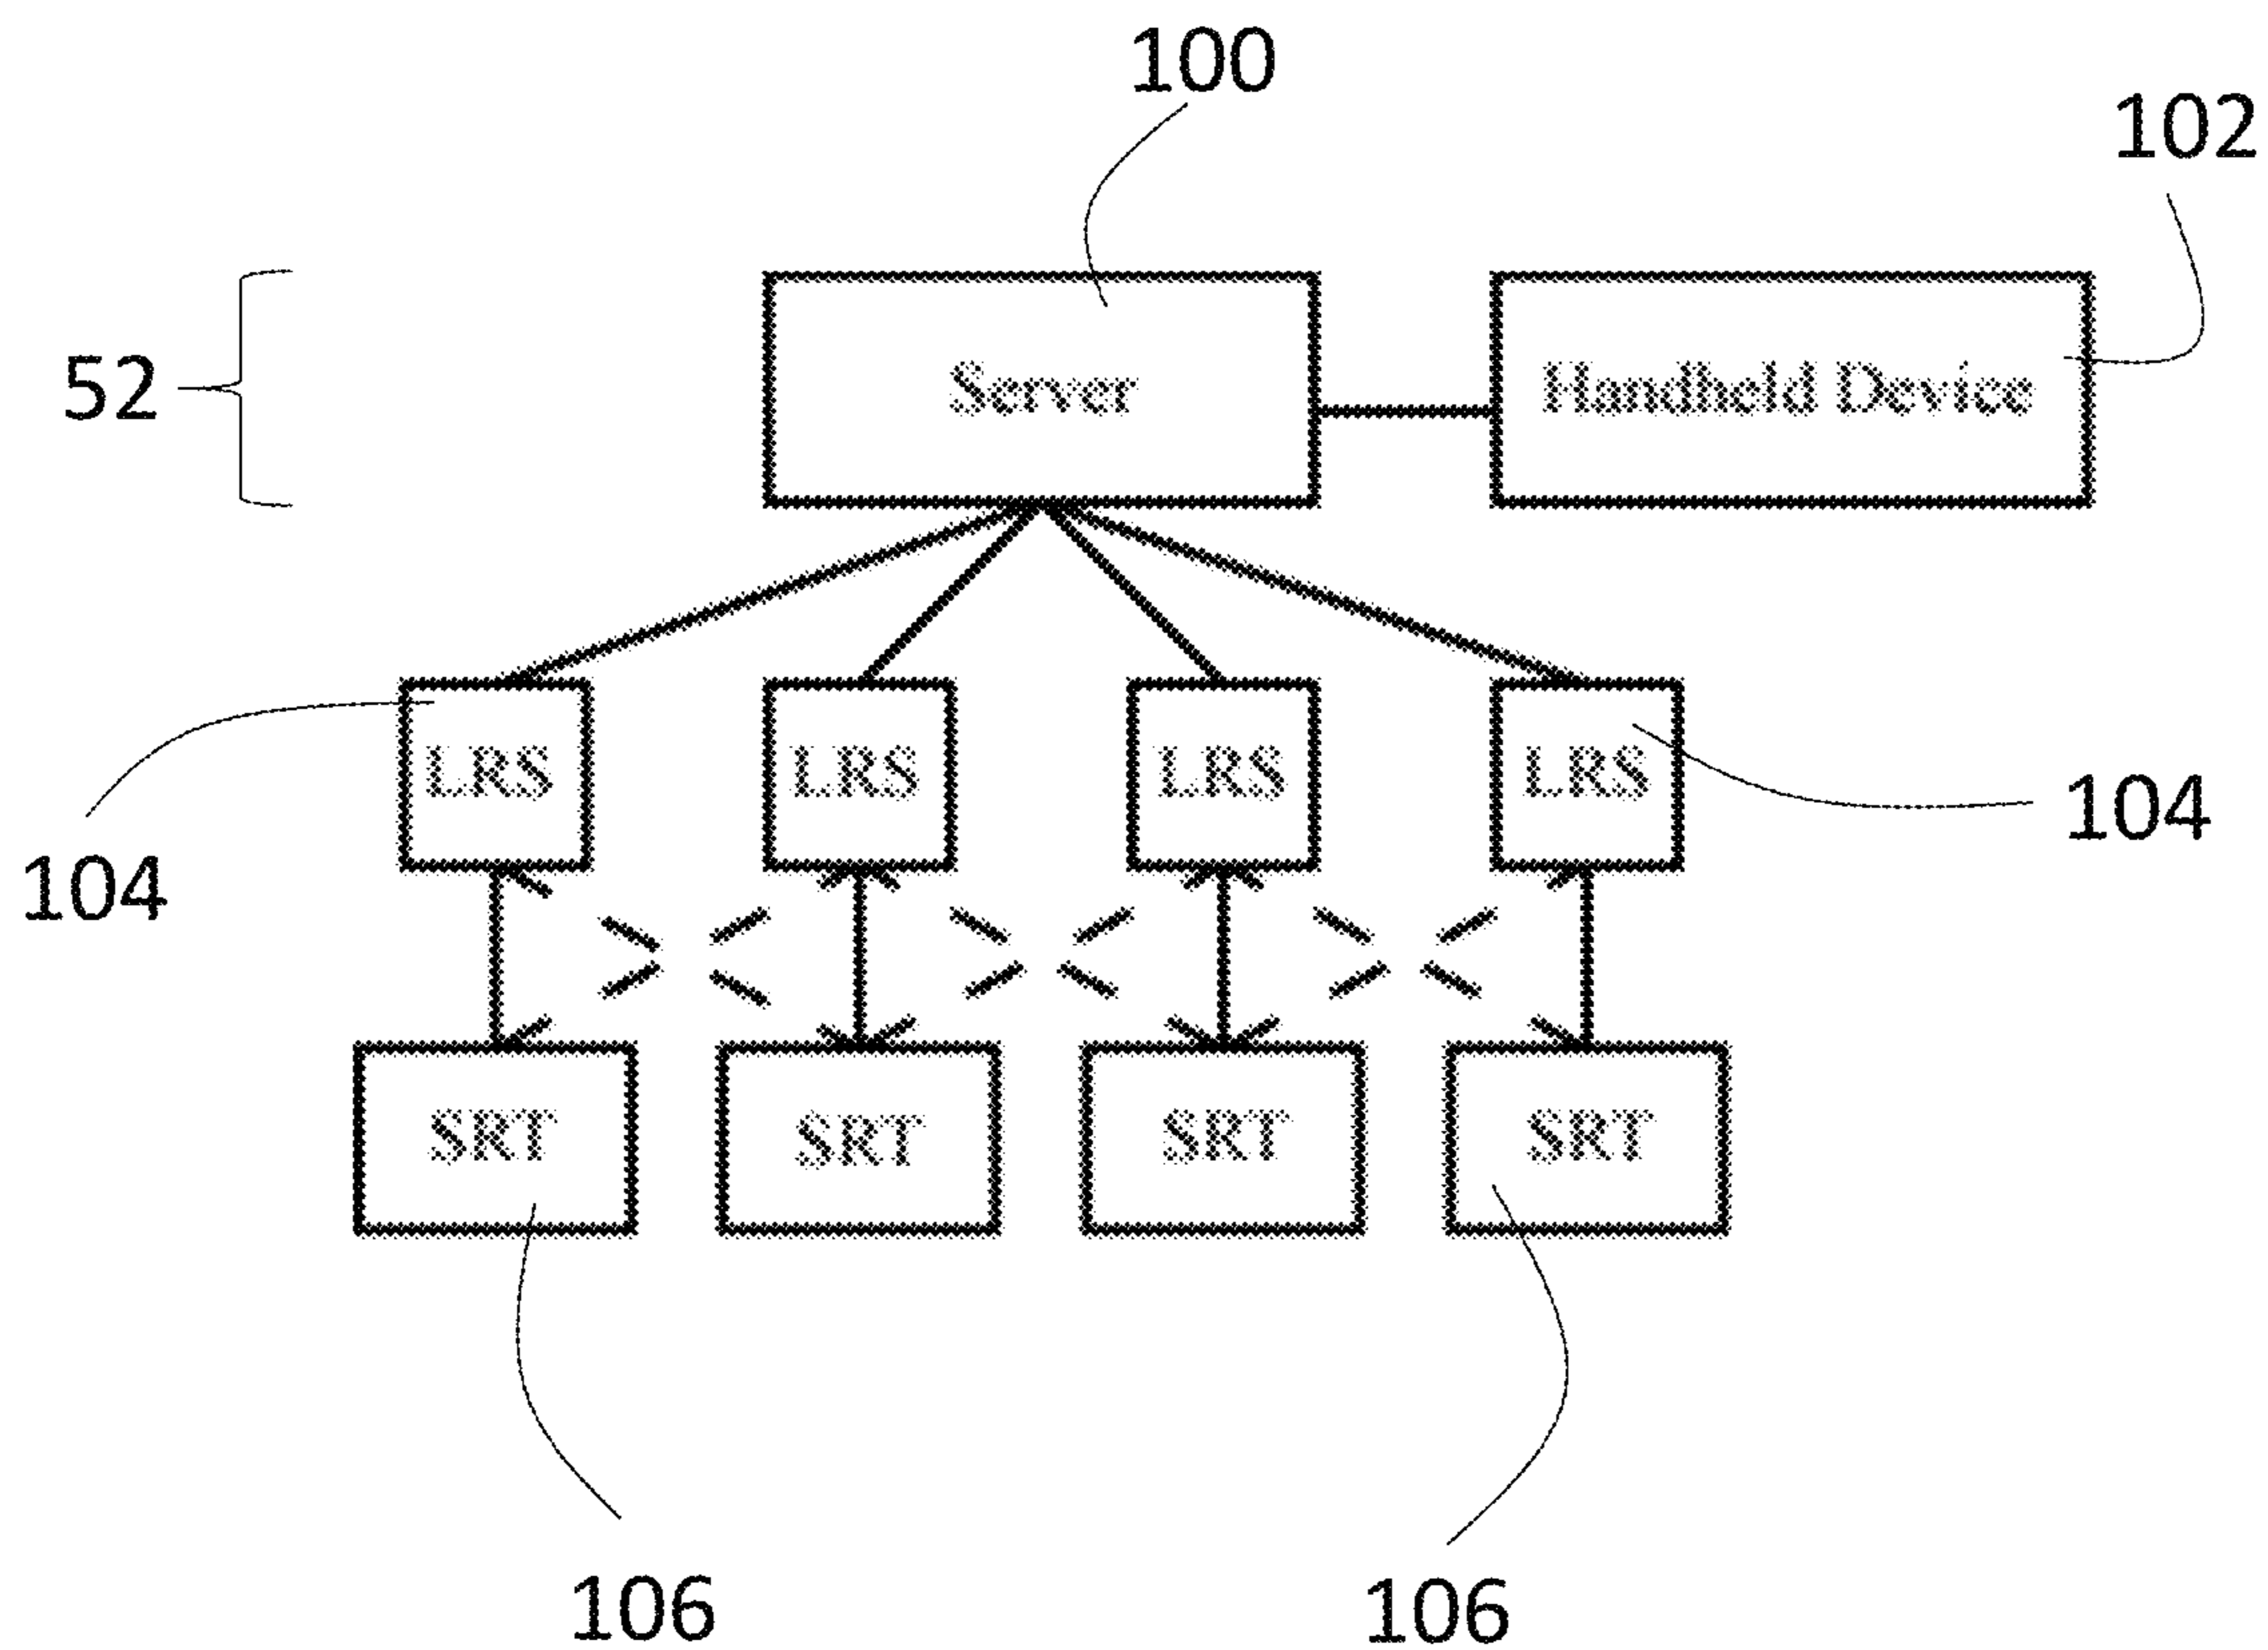 100
102
52
Server
Handheld Device
LRS LRS LRS LRS
104
104
SRT SRT SRT SRT
106
106